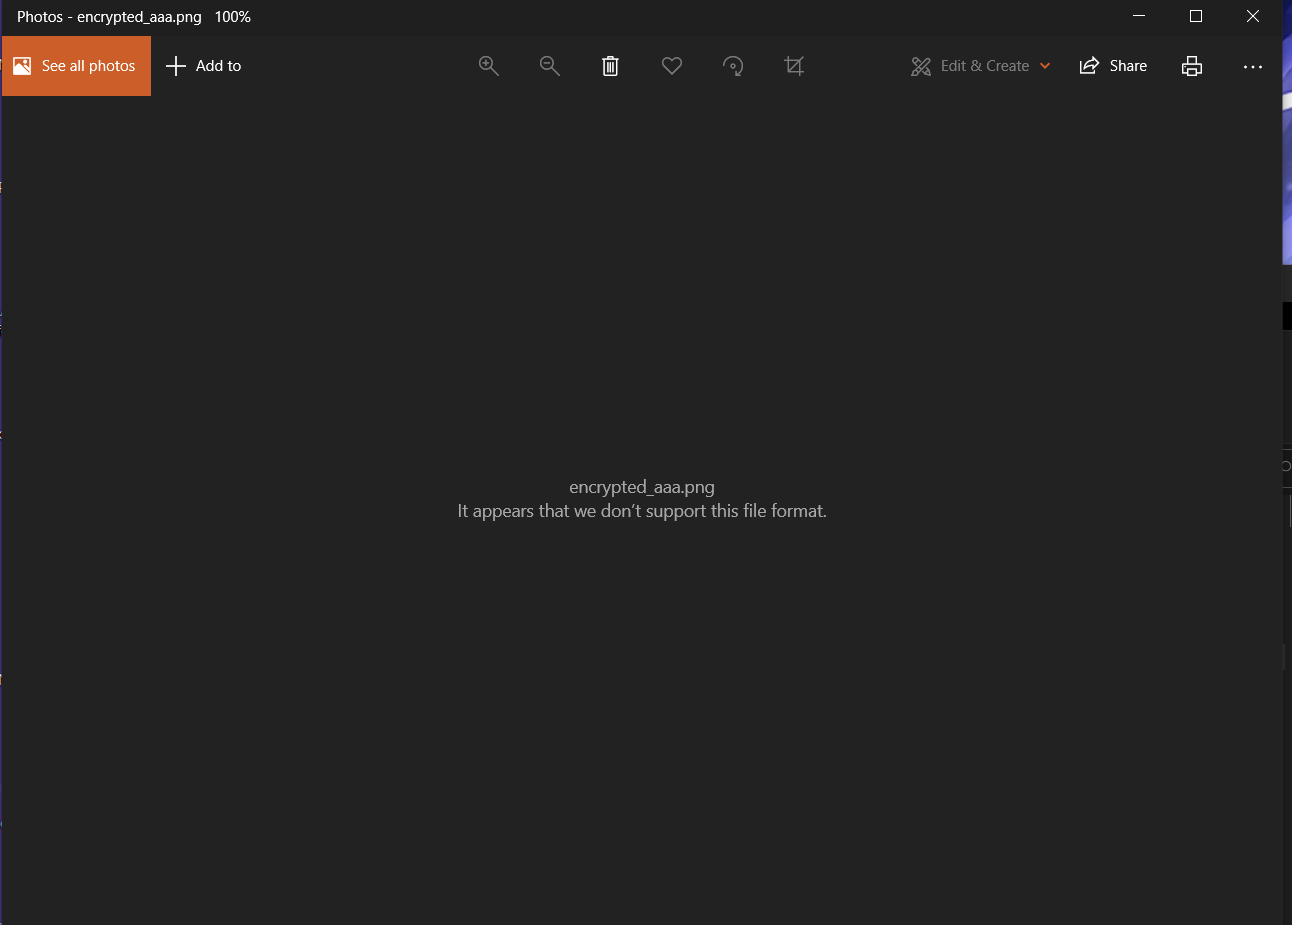 Photos - encrypted_aaa.png 100%
See all photos
Add to
Edit & Create
Share
encrypted_aaa.png
It appears that we don't support this file format.